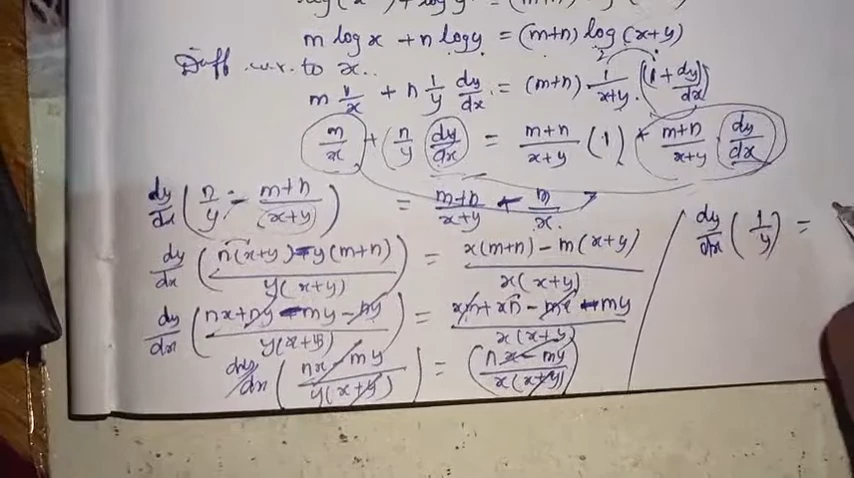 m log x + n log y = (m+n) log (x+y)
Diff w.r. to x..
m 1/x + n 1/y dy/dx = (m+n) · 1/(x+y) · (1 + dy/dx)
m/x + n/y dy/dx = (m+n)/(x+y) (1) + (m+n)/(x+y) · dy/dx
dy/dx (n/y - (m+n)/(x+y)) = (m+n)/(x+y) - m/x
dy/dx ((n(x+y) - y(m+n))/(y(x+y))) = (x(m+n) - m(x+y))/(x(x+y))
dy/dx ((nx+ny - my - ny)/(y(x+y))) = (xm + xn - mx - my)/(x(x+y))
dy/dx ((nx - my)/(y(x+y))) = ((nx - my)/(x(x+y)))
dy/dx (1/y) =